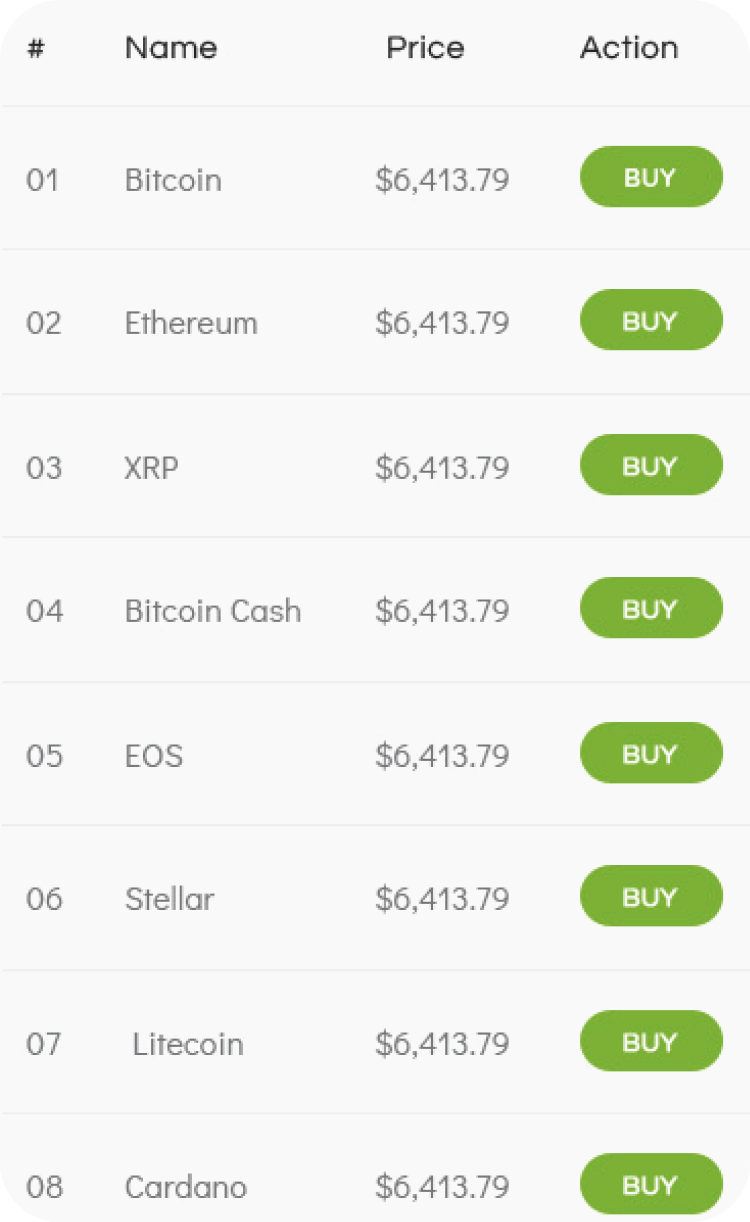 # Name Price Action
01 Bitcoin $6,413.79 BUY
02 Ethereum $6,413.79 BUY
03 XRP $6,413.79 BUY
04 Bitcoin Cash $6,413.79 BUY
05 EOS $6,413.79 BUY
06 Stellar $6,413.79 BUY
07 Litecoin $6,413.79 BUY
08 Cardano $6,413.79 BUY